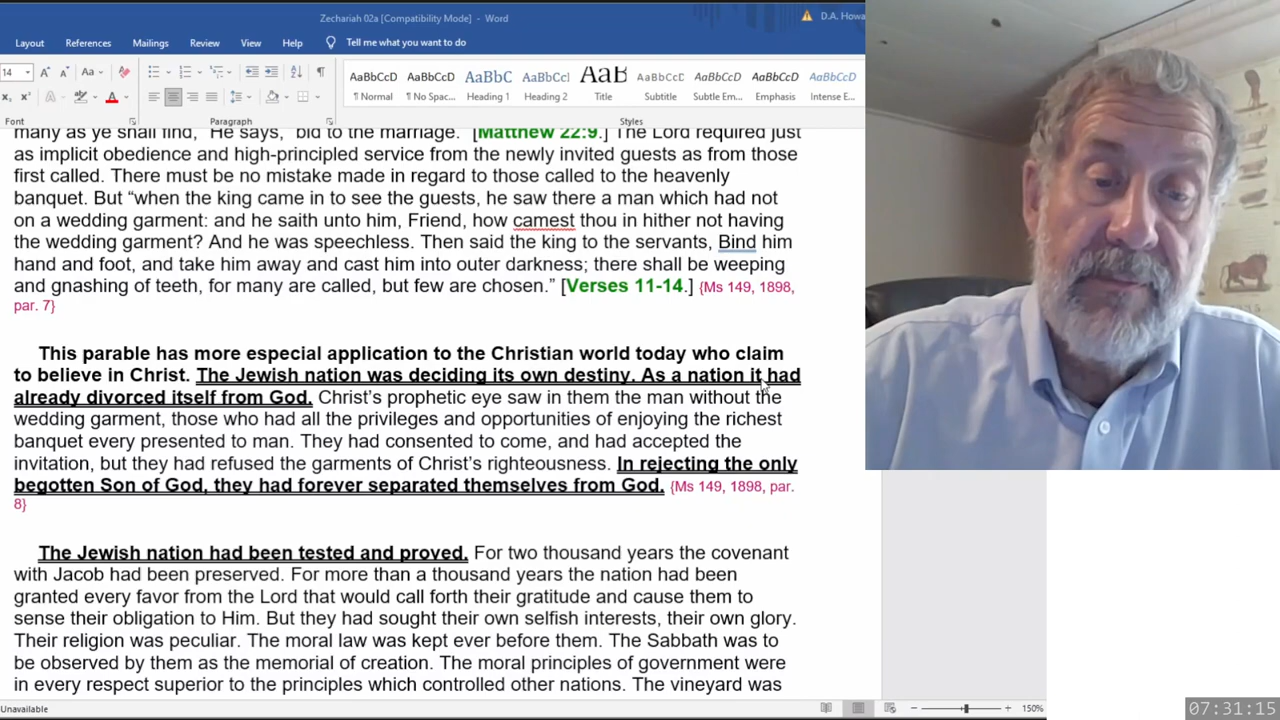 Zechariah 02a [Compatibility Mode] - Word
D.A. Howa
Layout References Mailings Review View Help Tell me what you want to do
14 Aa
AaBbCcD AaBbCcD AaBbC AaBbCcI AaB AaBbCcD AaBbCcD AaBbCcD AaBbCcD
¶ Normal ¶ No Spac... Heading 1 Heading 2 Title Subtitle Subtle Em... Emphasis Intense E...
Font Paragraph Styles
many as ye shall find," He says, "bid to the marriage." [Matthew 22:9.] The Lord required just
as implicit obedience and high-principled service from the newly invited guests as from those
first called. There must be no mistake made in regard to those called to the heavenly
banquet. But “when the king came in to see the guests, he saw there a man which had not
on a wedding garment: and he saith unto him, Friend, how camest thou in hither not having
the wedding garment? And he was speechless. Then said the king to the servants, Bind him
hand and foot, and take him away and cast him into outer darkness; there shall be weeping
and gnashing of teeth, for many are called, but few are chosen.” [Verses 11-14.] {Ms 149, 1898,
par. 7}
This parable has more especial application to the Christian world today who claim
to believe in Christ. The Jewish nation was deciding its own destiny. As a nation it had
already divorced itself from God. Christ’s prophetic eye saw in them the man without the
wedding garment, those who had all the privileges and opportunities of enjoying the richest
banquet every presented to man. They had consented to come, and had accepted the
invitation, but they had refused the garments of Christ’s righteousness. In rejecting the only
begotten Son of God, they had forever separated themselves from God. {Ms 149, 1898, par.
8}
The Jewish nation had been tested and proved. For two thousand years the covenant
with Jacob had been preserved. For more than a thousand years the nation had been
granted every favor from the Lord that would call forth their gratitude and cause them to
sense their obligation to Him. But they had sought their own selfish interests, their own glory.
Their religion was peculiar. The moral law was kept ever before them. The Sabbath was to
be observed by them as the memorial of creation. The moral principles of government were
in every respect superior to the principles which controlled other nations. The vineyard was
Unavailable
150%
07:31:15